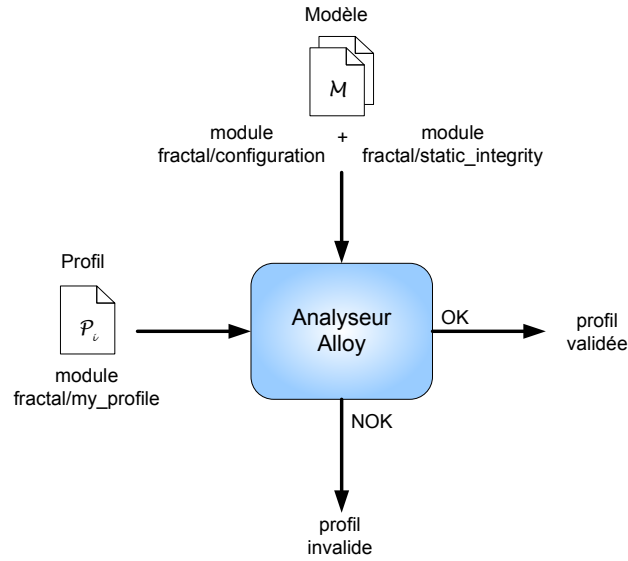 Modèle
M
module + module
fractal/configuration fractal/static_integrity
Profil
P i
module
fractal/my_profile
Analyseur
Alloy
OK
profil
validée
NOK
profil
invalide